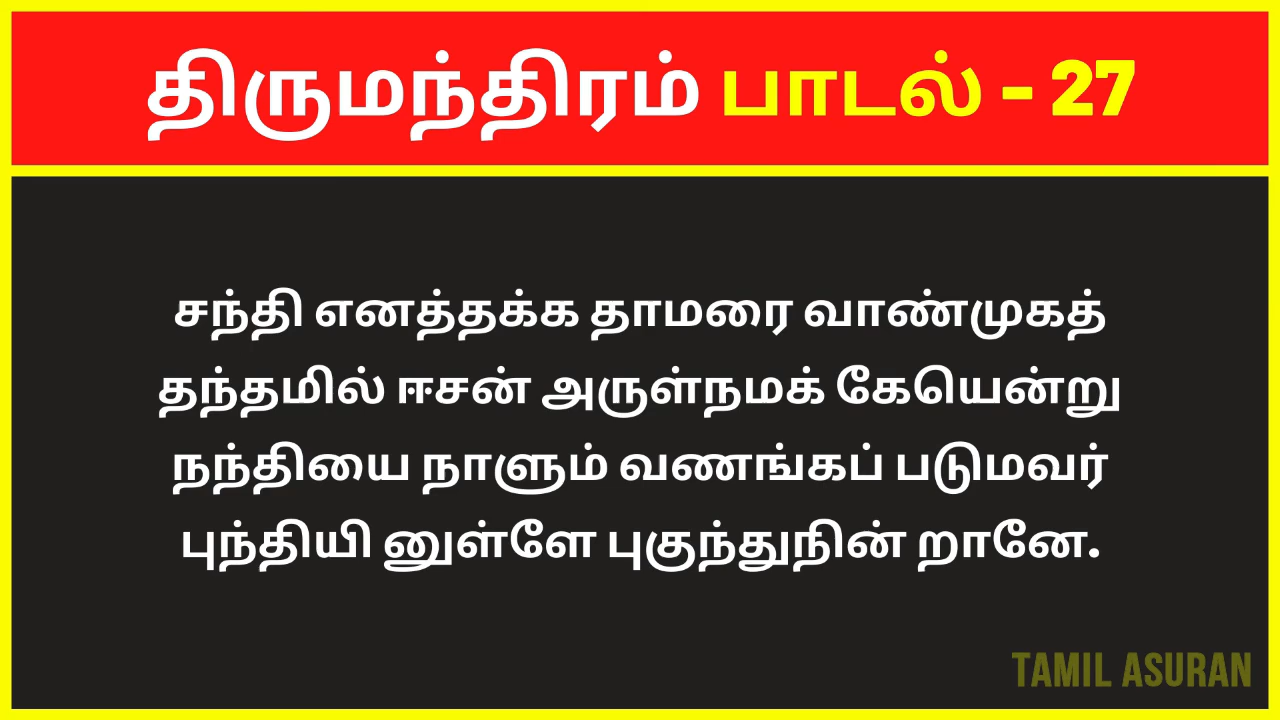 திருமந்திரம் பாடல் - 27
சந்தி எனத்தக்க தாமரை வாண்முகத்
தந்தமில் ஈசன் அருள்நமக் கேயென்று
நந்தியை நாளும் வணங்கப் படுமவர்
புந்தியி னுள்ளே புகுந்துநின் றானே.
TAMIL ASURAN